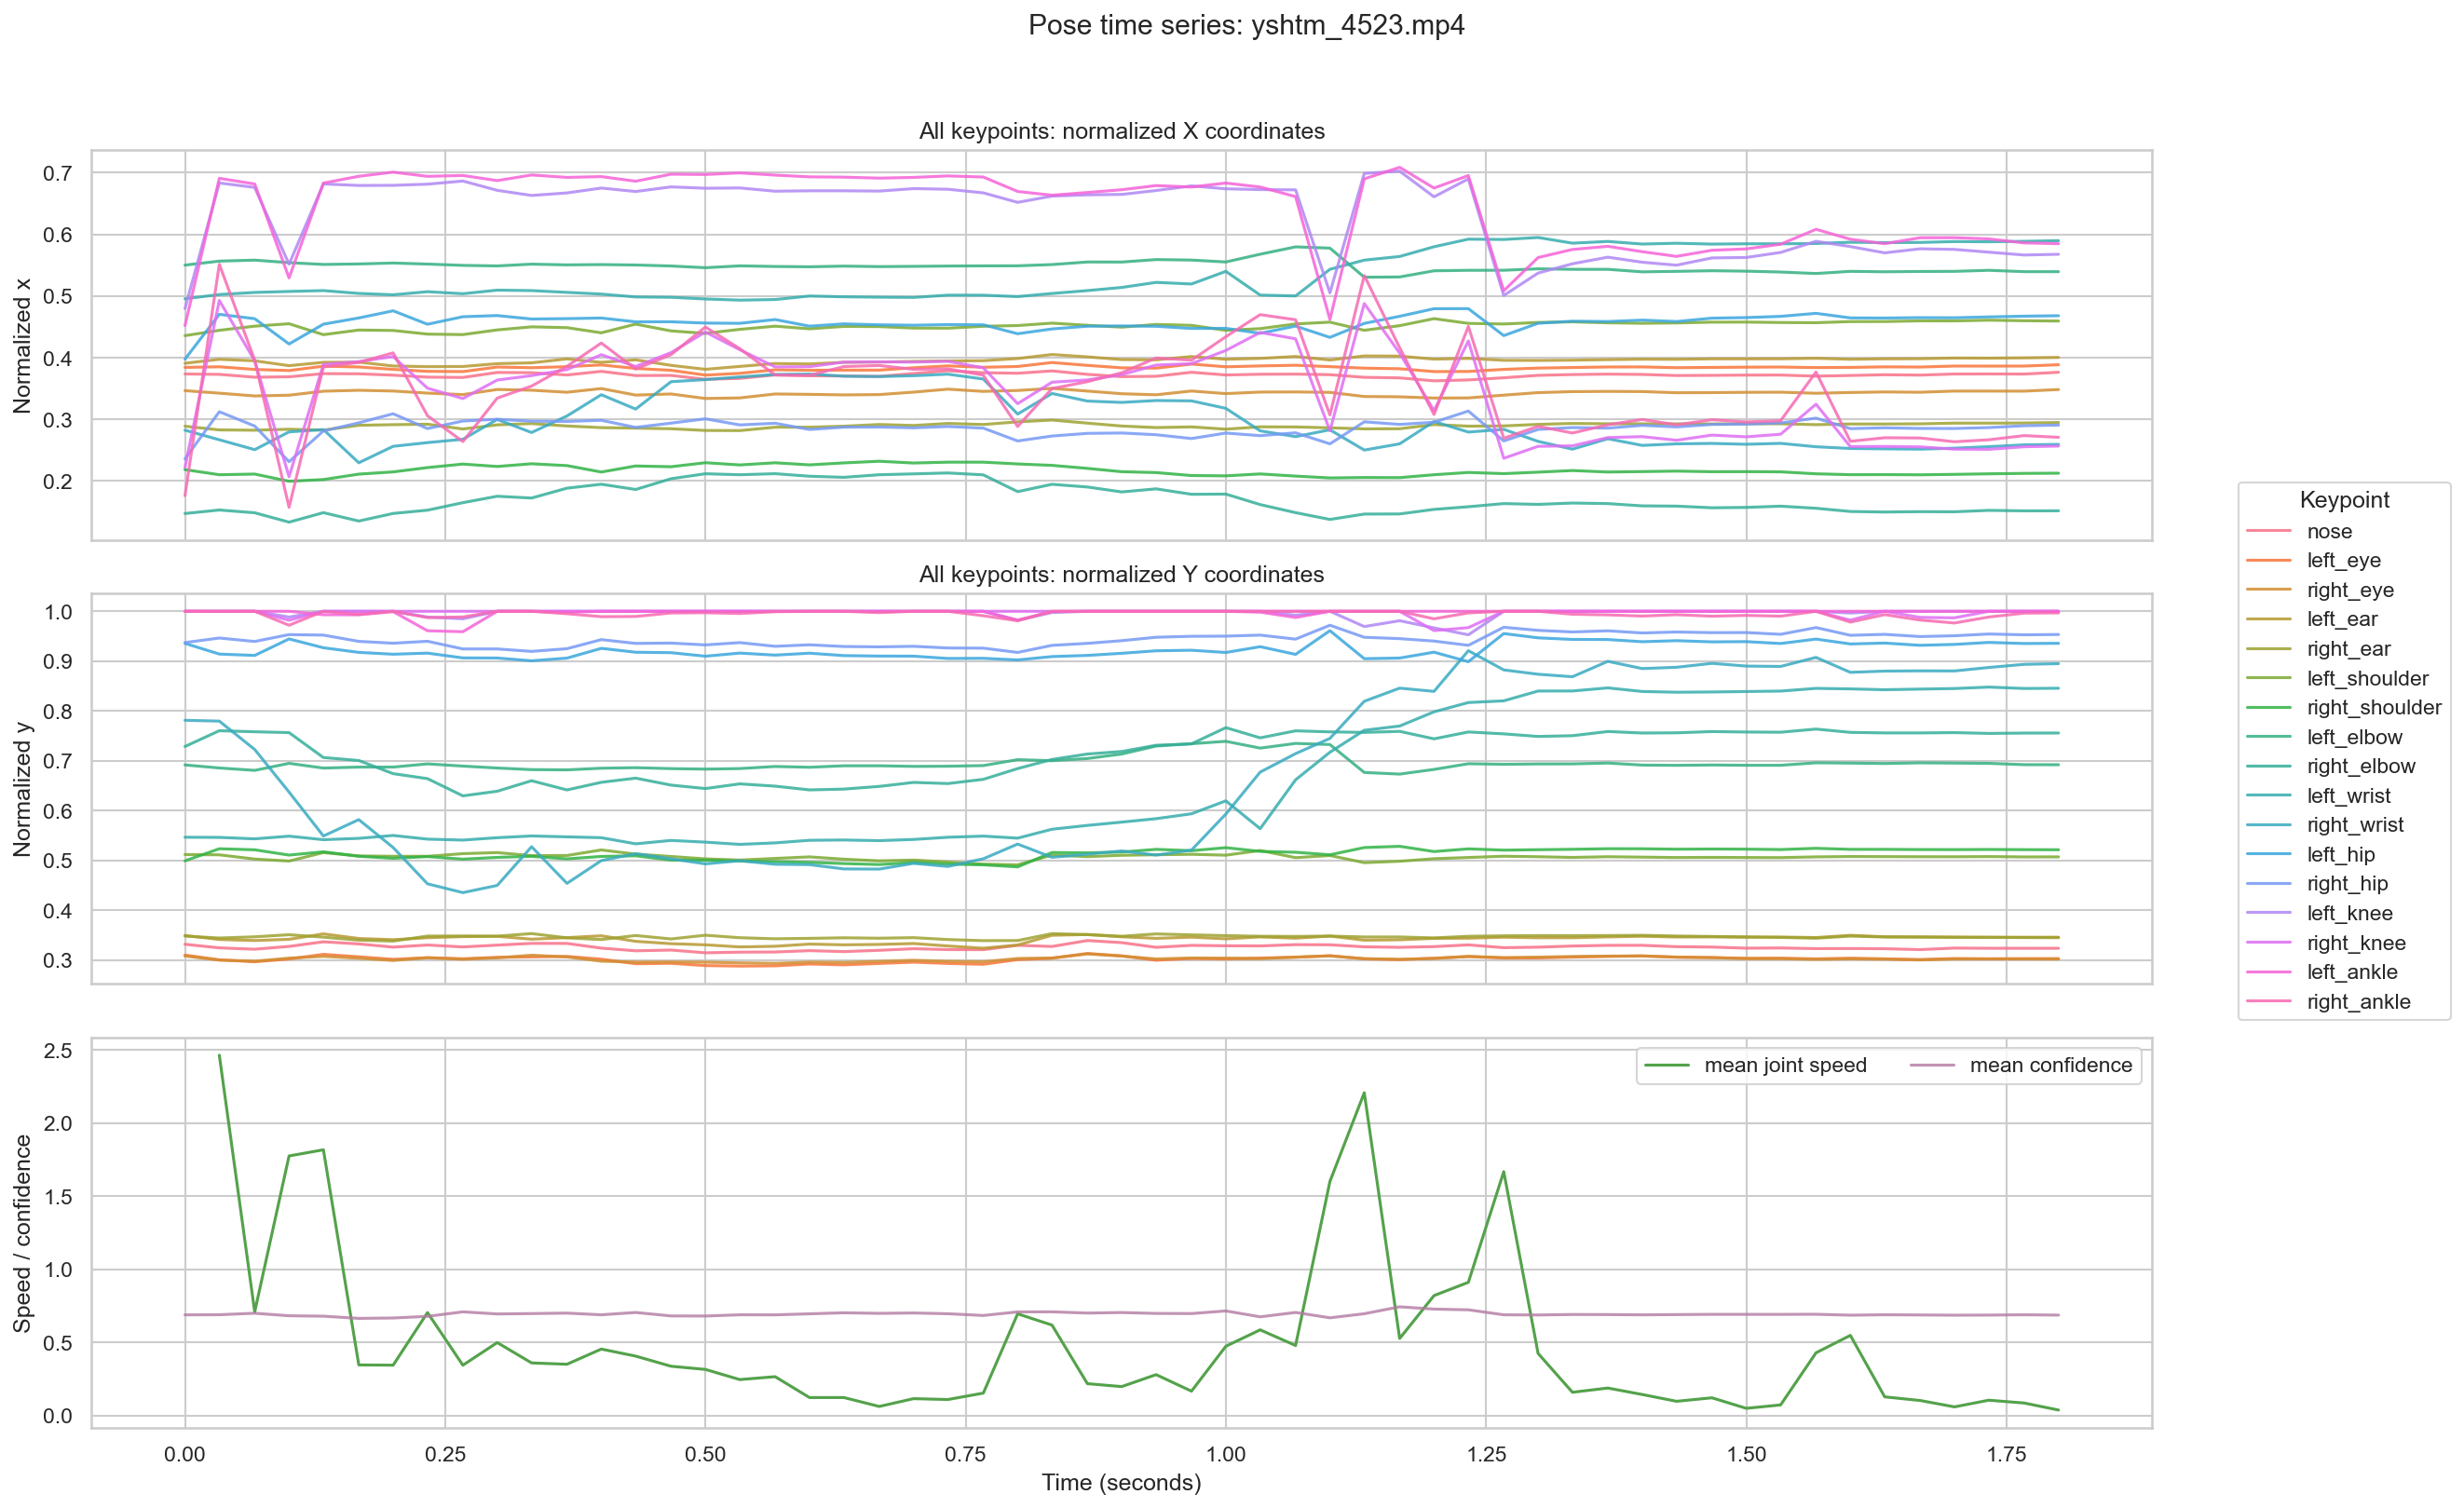 Pose time series: yshtm_4523.mp4
All keypoints: normalized X coordinates
Normalized x
0.7
0.6
0.5
0.4
0.3
0.2
All keypoints: normalized Y coordinates
Normalized y
1.0
0.9
0.8
0.7
0.6
0.5
0.4
0.3
Keypoint
nose
left_eye
right_eye
left_ear
right_ear
left_shoulder
right_shoulder
left_elbow
right_elbow
left_wrist
right_wrist
left_hip
right_hip
left_knee
right_knee
left_ankle
right_ankle
Speed / confidence
2.5
2.0
1.5
1.0
0.5
0.0
mean joint speed mean confidence
0.00 0.25 0.50 0.75 1.00 1.25 1.50 1.75
Time (seconds)